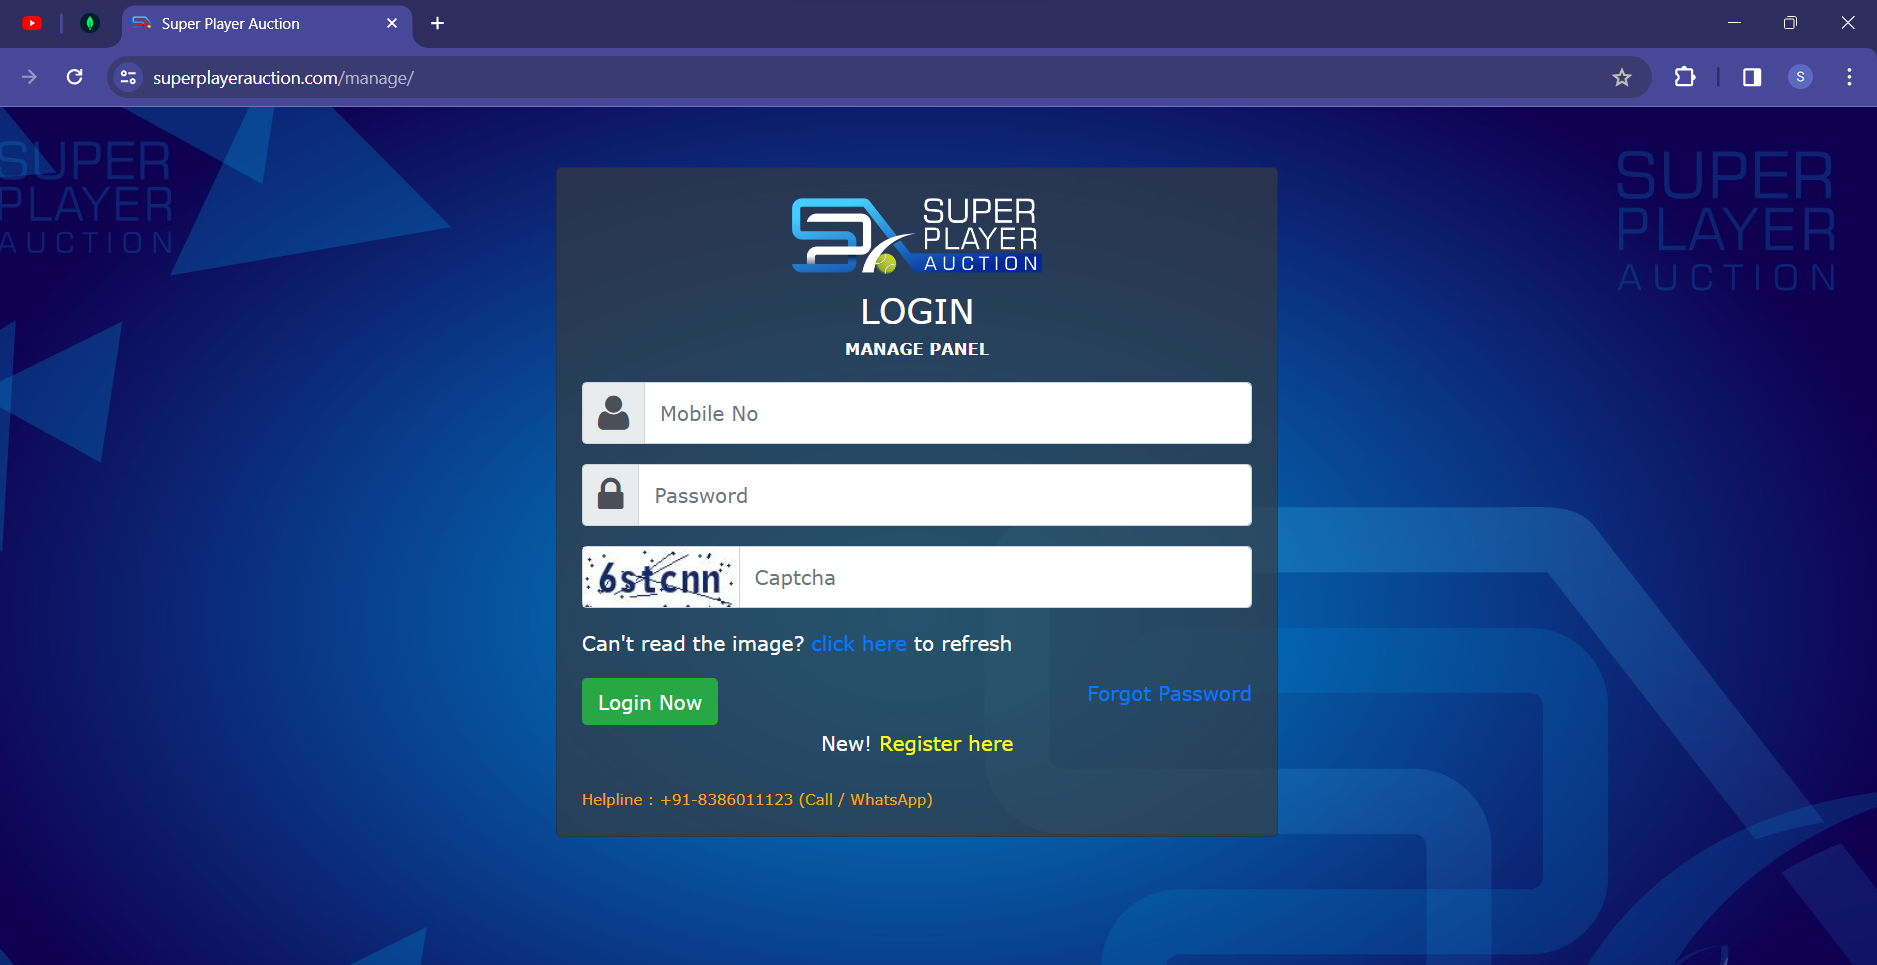 Super Player Auction
superplayerauction.com/manage/
S
SUPER
PLAYER
AUCTION
SUPER
PLAYER
AUCTION
SUPER
PLAYER
AUCTION
LOGIN
MANAGE PANEL
Mobile No
Password
6stcnn
Captcha
Can't read the image? click here to refresh
Login Now
Forgot Password
New! Register here
Helpline : +91-8386011123 (Call / WhatsApp)